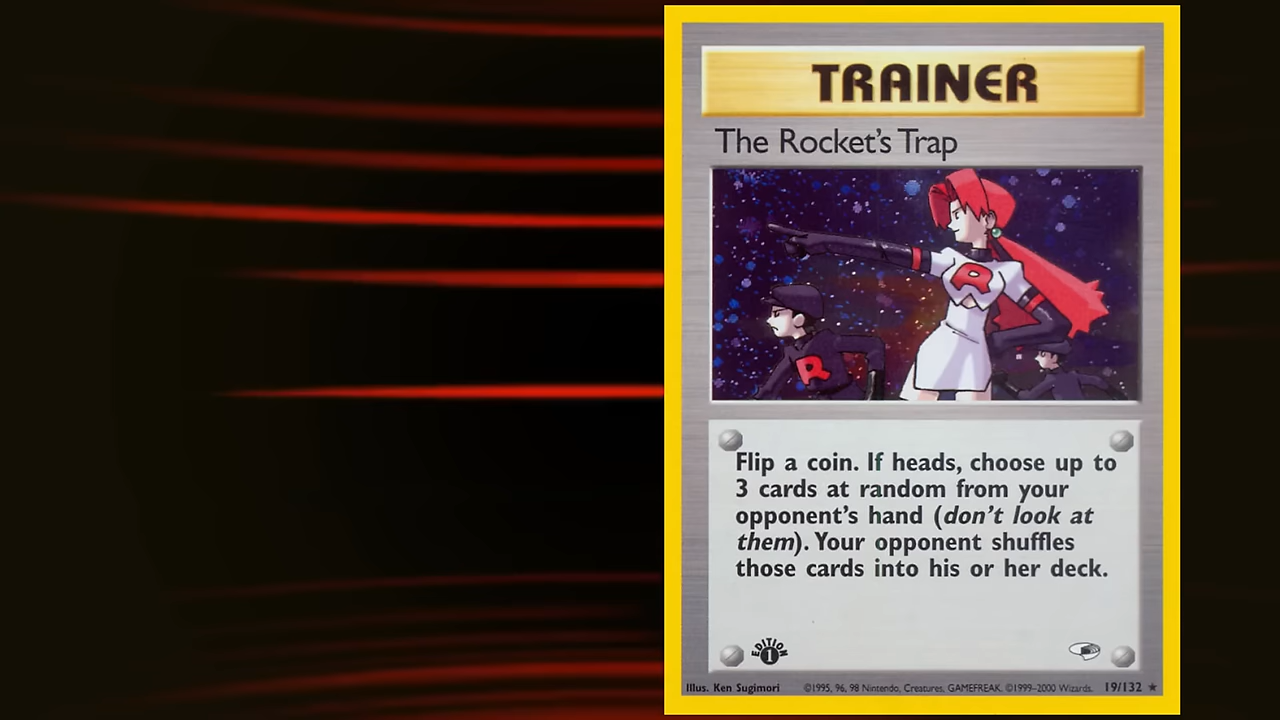 TRAINER
The Rocket's Trap
R
R
Flip a coin. If heads, choose up to
3 cards at random from your
opponent's hand (don't look at
them). Your opponent shuffles
those cards into his or her deck.
EDITION
1
Illus. Ken Sugimori ©1995, 96, 98 Nintendo, Creatures, GAMEFREAK. ©1999-2000 Wizards. 19/132 ★